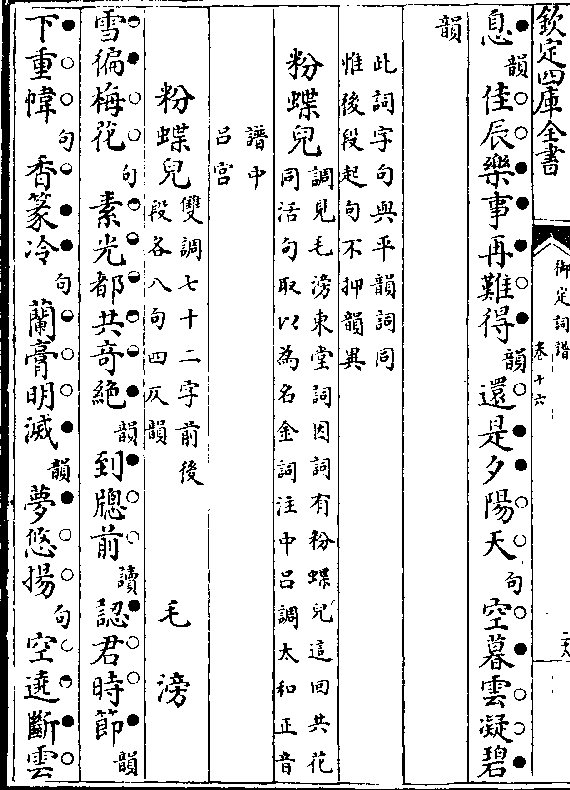 欽定四庫全書
御定詞譜
卷十六
息韻佳辰樂事再難得韻還是夕陽天句空暮雲凝碧
韻
此詞字句與平韻詞同
惟後段起句不押韻異
粉蝶兒調見毛滂東堂詞因詞有粉蝶兒這回共花
同活句取以為名金詞注中呂調太和正音
譜中
呂宮
粉蝶兒雙調七十二字前後
段各八句四仄韻
毛滂
雪徧梅花句素光都共奇絕韻到牕前讀認君時節韻
下重幃句香篆冷句蘭膏明滅韻夢悠揚句空遶斷雲